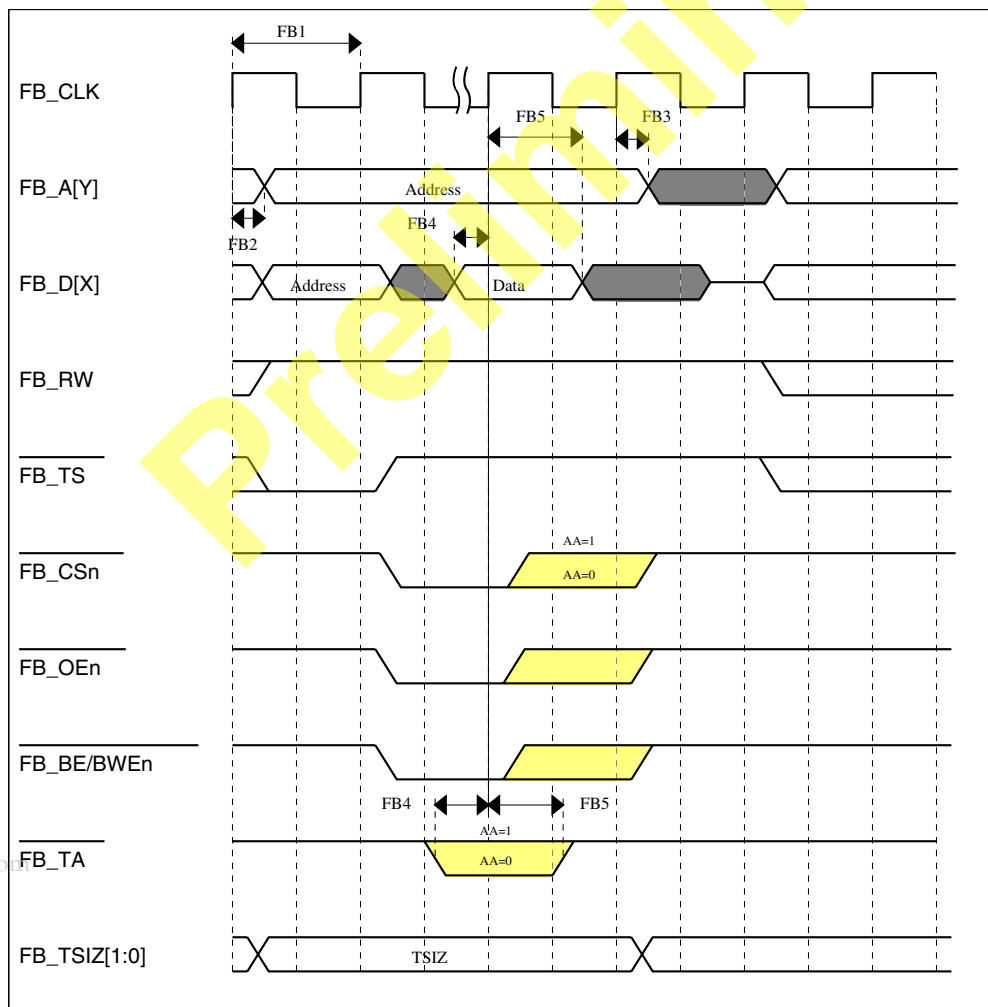 FB1
FB_CLK
FB5
FB3
FB_A[Y]
Address
FB4
FB2
FB_D[X]
Address
Data
FB_RW
FB_TS
AA=1
FB_CSn
AA=0
FB_OEn
FB_BE/BWEn
FB4
FB5
AA=1
FB_TA
AA=0
FB_TSIZ[1:0]
TSIZ